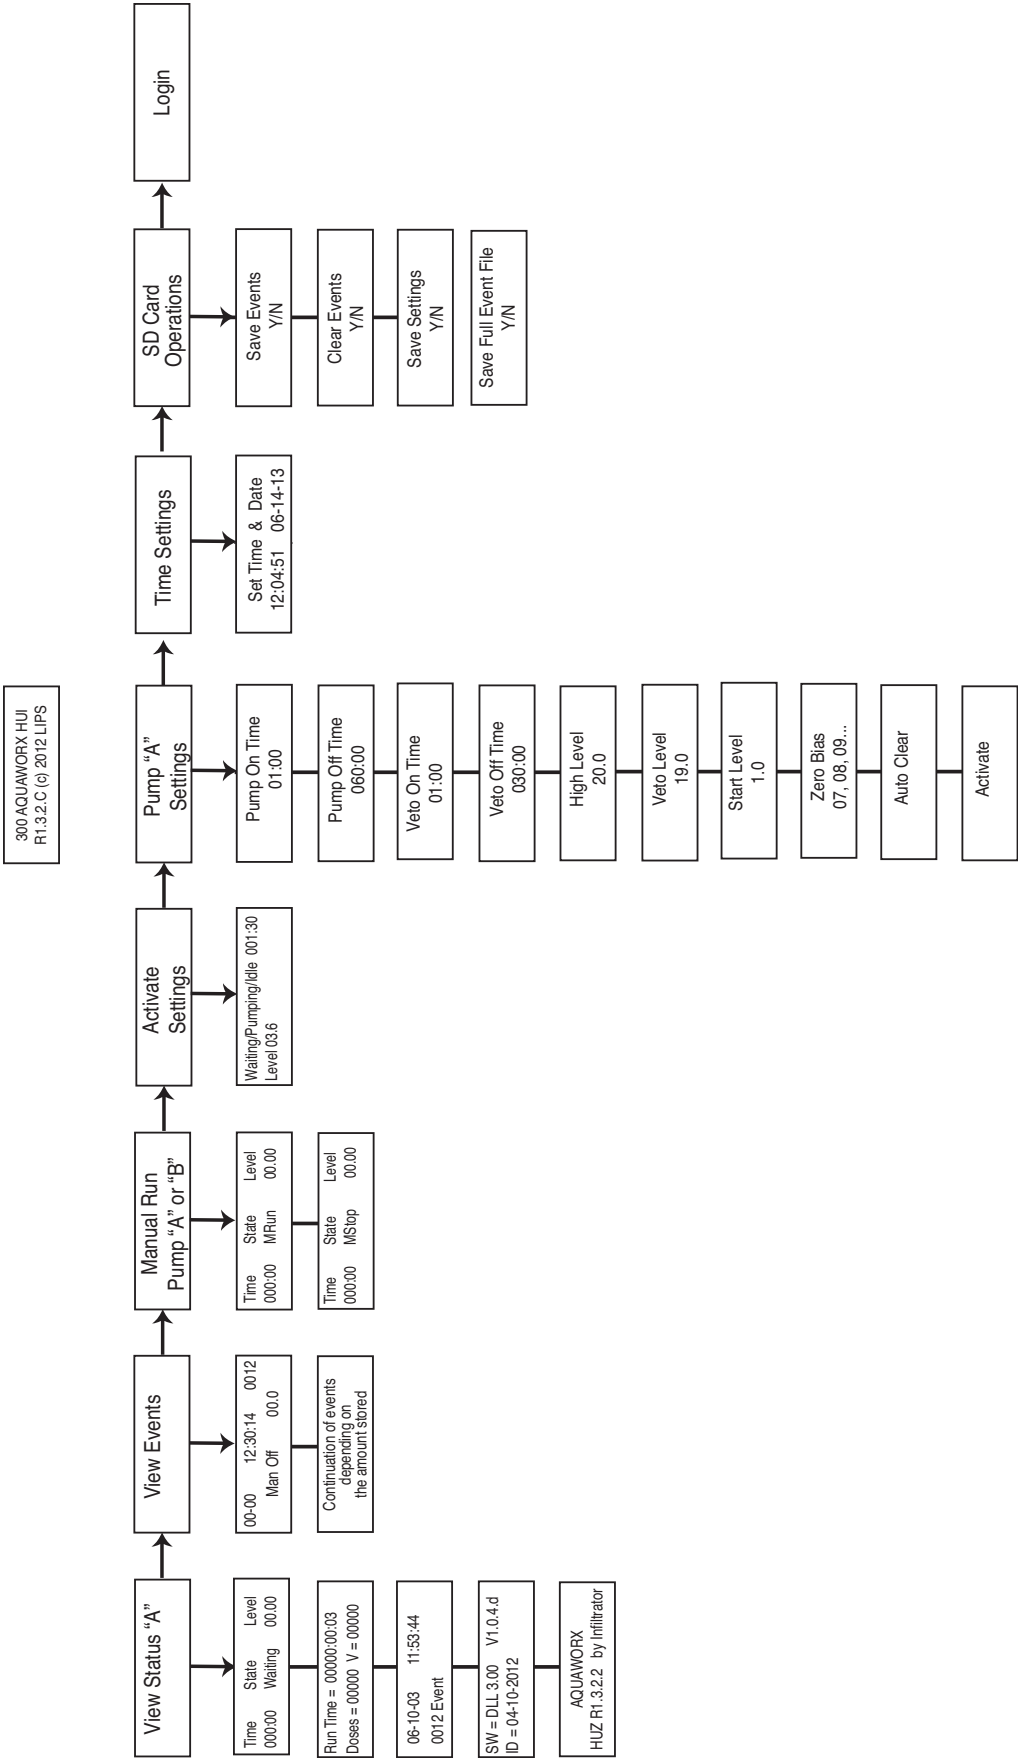 300 AQUAWORX HUI
R1.3.2.C (c) 2012 LIPS
View Status “A”
Time State Level
000:00 Waiting 00.00
Run Time = 00000:00:03
Doses = 00000 V = 00000
06-10-03 11:53:44
0012 Event
SW = DLL 3.00 V1.0.4.d
ID = 04-10-2012
AQUAWORX
HUZ R1.3.2.2 by Infiltrator
View Events
00-00 12:30:14 0012
Man Off 00.0
Continuation of events
depending on
the amount stored
Manual Run
Pump “A” or “B”
Time State Level
000:00 MRun 00.00
Time State Level
000:00 MStop 00.00
Activate
Settings
Waiting/Pumping/Idle 001:30
Level 03.6
Pump “A”
Settings
Pump On Time
01:00
Pump Off Time
060:00
Veto On Time
01:00
Veto Off Time
030:00
High Level
20.0
Veto Level
19.0
Start Level
1.0
Zero Bias
07, 08, 09...
Auto Clear
Activate
Time Settings
Set Time & Date
12:04:51 06-14-13
SD Card
Operations
Save Events
Y/N
Clear Events
Y/N
Save Settings
Y/N
Save Full Event File
Y/N
Login